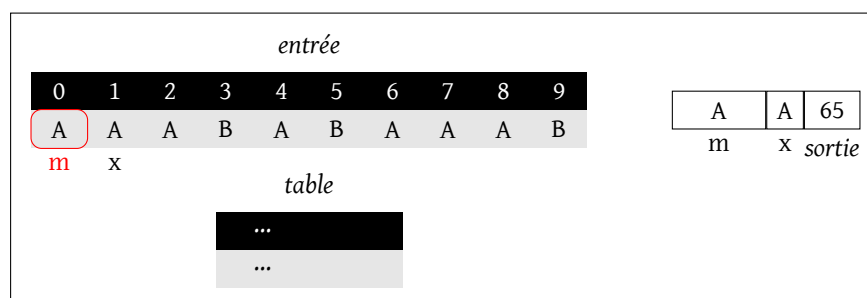 entrée
0 1 2 3 4 5 6 7 8 9
A A A B A B A A A B
m x
A A 65
m x sortie
table
...
...